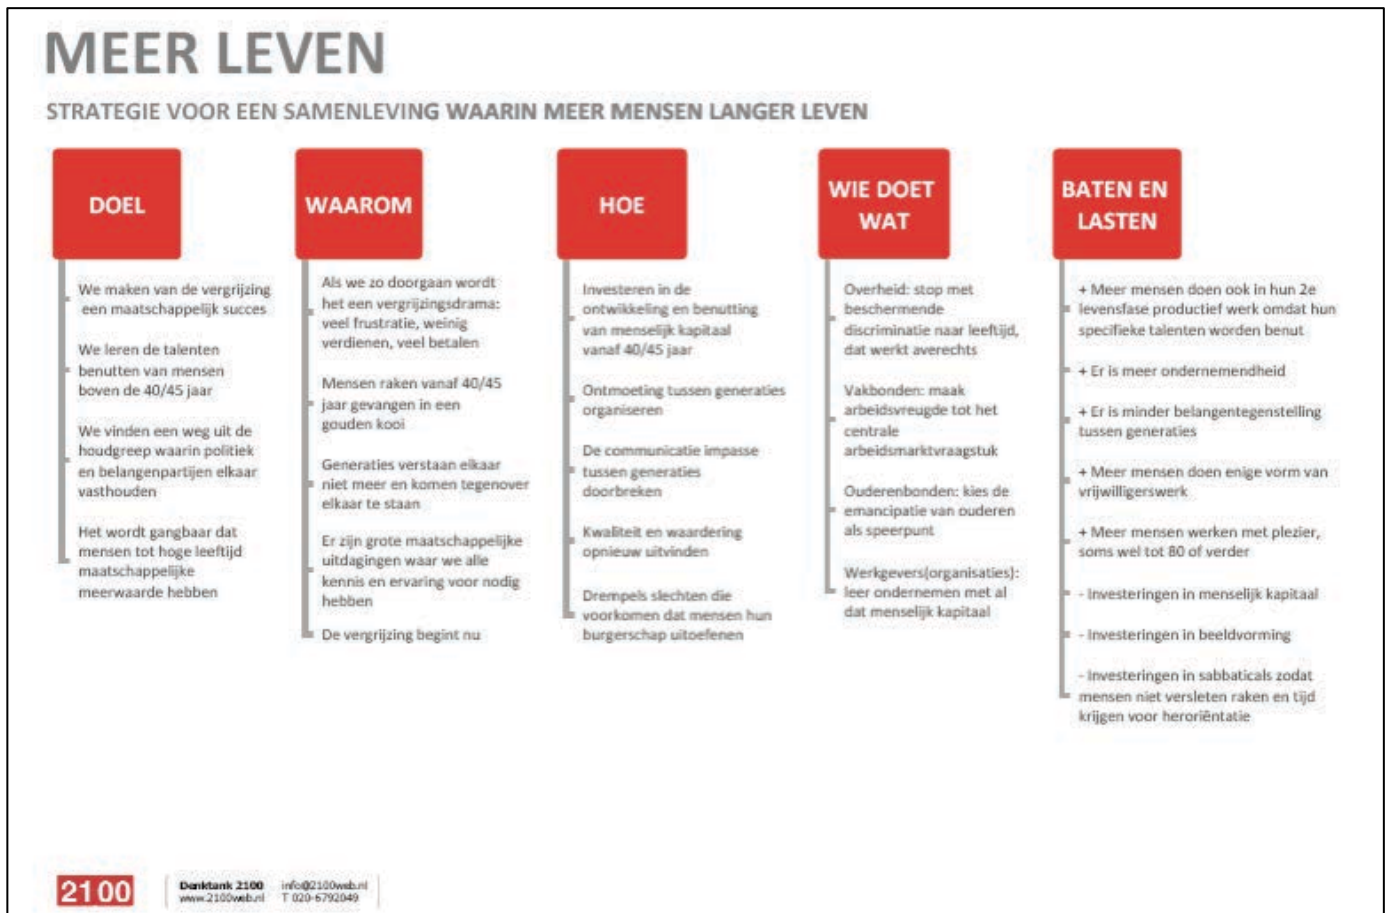 MEER LEVEN
STRATEGIE VOOR EEN SAMENLEVING WAARIN MEER MENSEN LANGER LEVEN
DOEL
We maken van de vergrijzing
een maatschappelijk succes
We leren de talenten
benutten van mensen
boven de 40/45 jaar
We vinden een weg uit de
houdgreep waarin politiek
en belangenpartijen elkaar
vasthouden
Het wordt gangbaar dat
mensen tot hoge leeftijd
maatschappelijke
meerwaarde hebben
WAAROM
Als we zo doorgaan wordt
het een vergrijzingsdrama:
veel frustratie, weinig
verdienen, veel betalen
Mensen raken vanaf 40/45
jaar gevangen in een
gouden kooi
Generaties verstaan elkaar
niet meer en komen tegenover
elkaar te staan
Er zijn grote maatschappelijke
uitdagingen waar we alle
kennis en ervaring voor nodig
hebben
De vergrijzing begint nu
HOE
Investeren in de
ontwikkeling en benutting
van menselijk kapitaal
vanaf 40/45 jaar
Ontmoeting tussen generaties
organiseren
De communicatie impasse
tussen generaties
doorbreken
Kwaliteit en waardering
opnieuw uitvinden
Drempels slechten die
voorkomen dat mensen hun
burgerschap uitoefenen
WIE DOET
WAT
Overheid: stop met
beschermende
discriminatie naar leeftijd,
dat werkt averechts
Vakbonden: maak
arbeidsvreugde tot het
centrale
arbeidsmarktvraagstuk
Ouderenbonden: kies de
emancipatie van ouderen
als speerpunt
Werkgevers(organisaties):
leer ondernemen met al
dat menselijk kapitaal
BATEN EN
LASTEN
+ Meer mensen doen ook in hun 2e
levensfase productief werk omdat hun
specifieke talenten worden benut
+ Er is meer ondernemendheid
+ Er is minder belangentegenstelling
tussen generaties
+ Meer mensen doen enige vorm van
vrijwilligerswerk
+ Meer mensen werken met plezier,
soms wel tot 80 of verder
- Investeringen in menselijk kapitaal
- Investeringen in beeldvorming
- Investeringen in sabbaticals zodat
mensen niet versleten raken en tijd
krijgen voor heroriëntatie
2100
Denktank 2100 info@2100web.nl
www.2100web.nl T 020-6792049